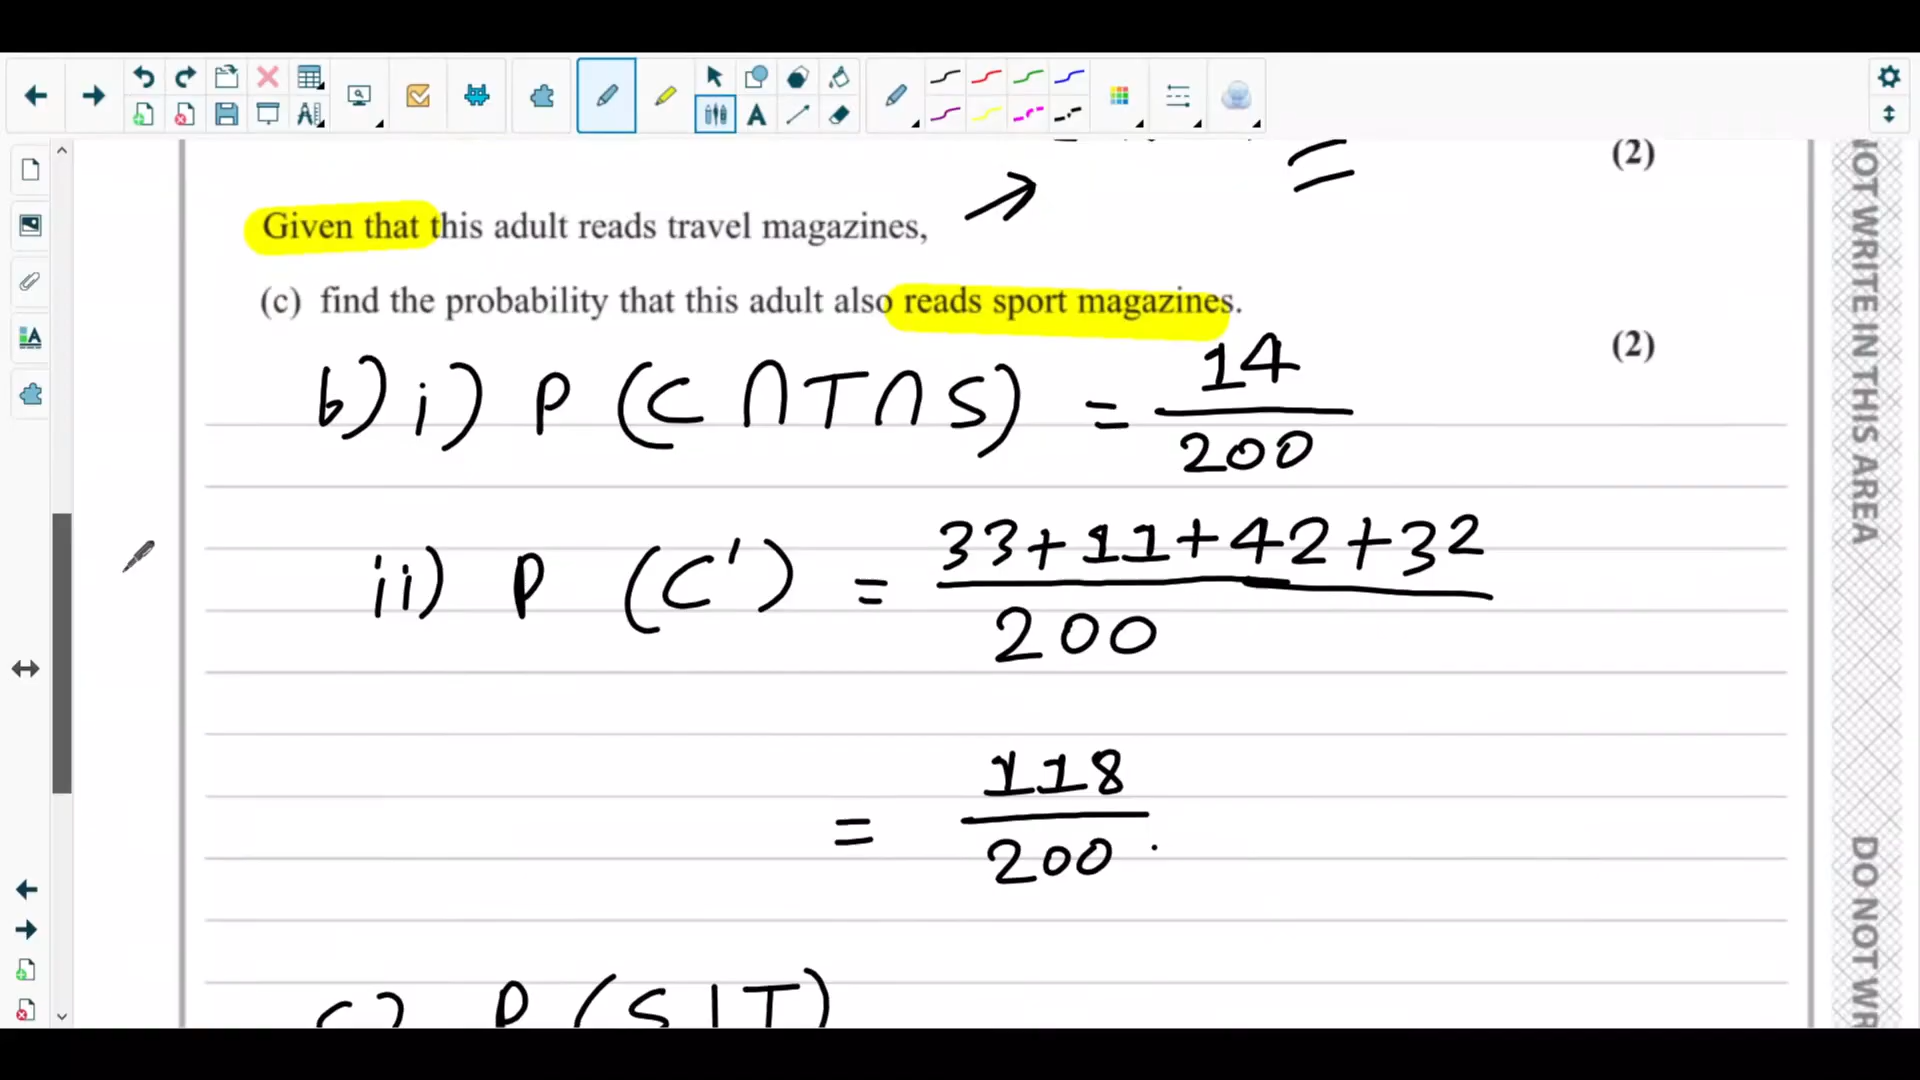 (2)
Given that this adult reads travel magazines,
(c) find the probability that this adult also reads sport magazines.
(2)
b) i) P (C ∩ T ∩ S) = 14/200
ii) P (C') = 33+11+42+32/200
= 118/200.
c) P (S|T)
NOT WRITE IN THIS AREA
DO NOT WR